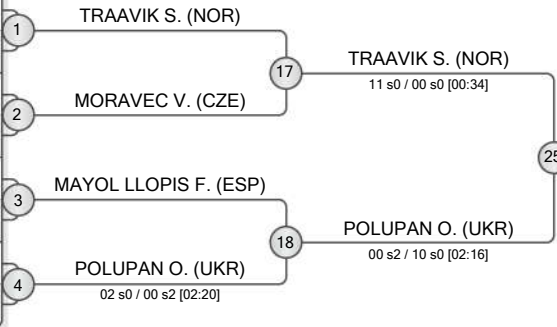 1
TRAAVIK S. (NOR)
17
TRAAVIK S. (NOR)
11 s0 / 00 s0 [00:34]
2
MORAVEC V. (CZE)
25
3
MAYOL LLOPIS F. (ESP)
18
POLUPAN O. (UKR)
00 s2 / 10 s0 [02:16]
4
POLUPAN O. (UKR)
02 s0 / 00 s2 [02:20]